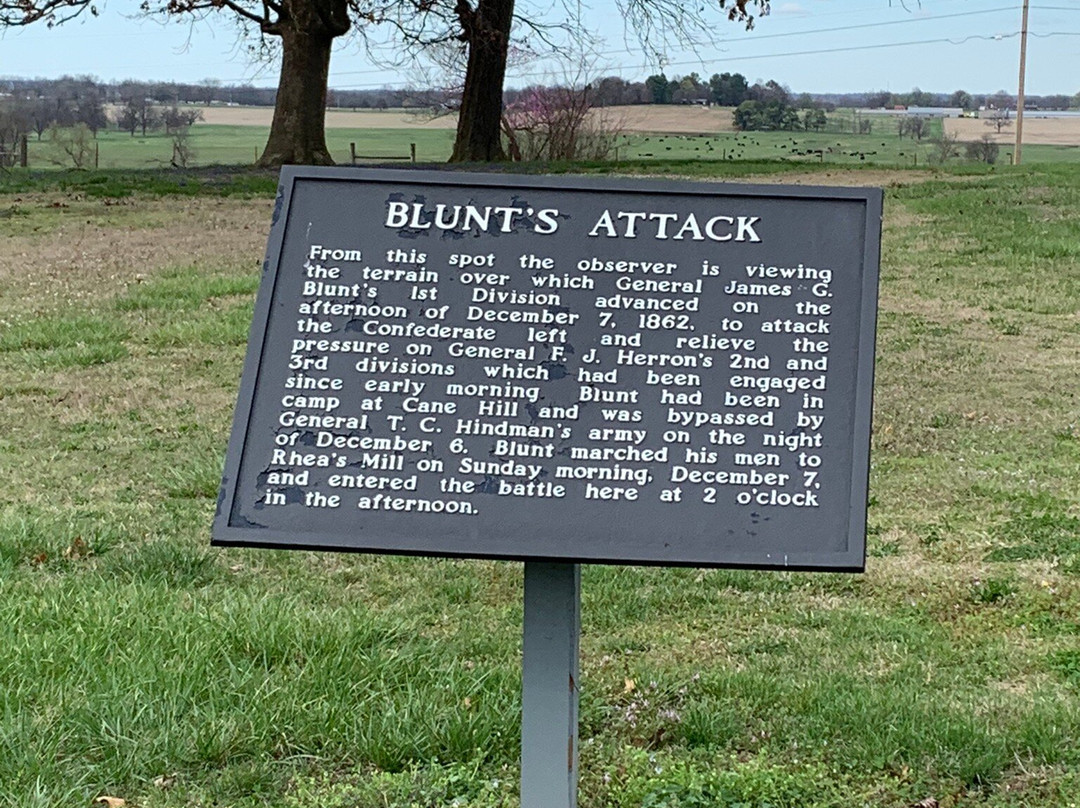 BLUNT'S ATTACK
From this spot the observer is viewing
the terrain over which General James G.
Blunt's 1st Division advanced on the
afternoon of December 7, 1862, to attack
the Confederate left and relieve the
pressure on General F. J. Herron's 2nd and
3rd divisions which had been engaged
since early morning. Blunt had been in
camp at Cane Hill and was bypassed by
General T. C. Hindman's army on the night
of December 6. Blunt marched his men to
Rhea's Mill on Sunday morning, December 7,
and entered the battle here at 2 o'clock
in the afternoon.